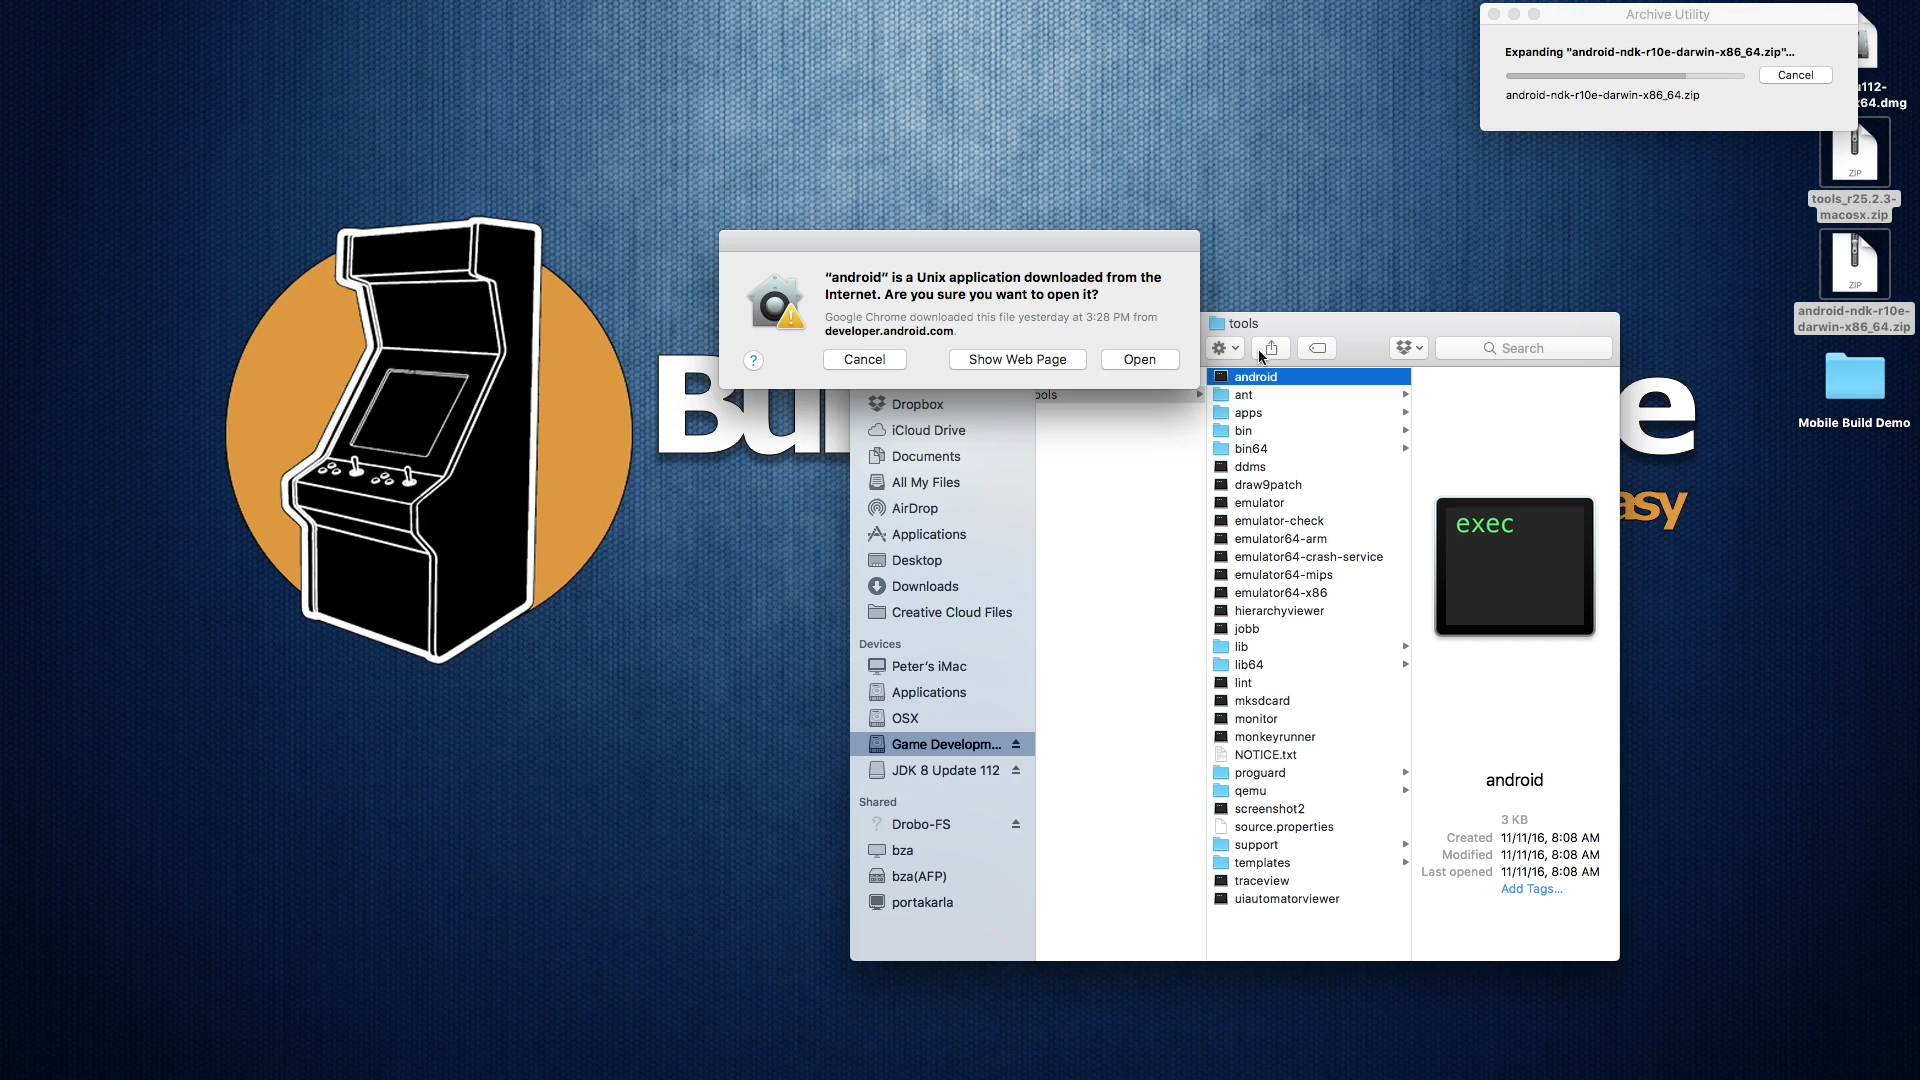 Archive Utility
Expanding "android-ndk-r10e-darwin-x86_64.zip"...
Cancel
android-ndk-r10e-darwin-x86_64.zip
x64.dmg
ZIP
tools_r25.2.3-
macosx.zip
ZIP
android-ndk-r10e-
darwin-x86_64.zip
Mobile Build Demo
“android” is a Unix application downloaded from the
Internet. Are you sure you want to open it?
Google Chrome downloaded this file yesterday at 3:28 PM from
developer.android.com.
?
Cancel
Show Web Page
Open
tools
Search
Dropbox
iCloud Drive
Documents
All My Files
AirDrop
Applications
Desktop
Downloads
Creative Cloud Files
Devices
Peter's iMac
Applications
OSX
Game Developm...
JDK 8 Update 112
Shared
Drobo-FS
bza
bza(AFP)
portakarla
ools
android
ant
apps
bin
bin64
ddms
draw9patch
emulator
emulator-check
emulator64-arm
emulator64-crash-service
emulator64-mips
emulator64-x86
hierarchyviewer
jobb
lib
lib64
lint
mksdcard
monitor
monkeyrunner
NOTICE.txt
proguard
qemu
screenshot2
source.properties
support
templates
traceview
uiautomatorviewer
exec
android
3 KB
Created 11/11/16, 8:08 AM
Modified 11/11/16, 8:08 AM
Last opened 11/11/16, 8:08 AM
Add Tags...